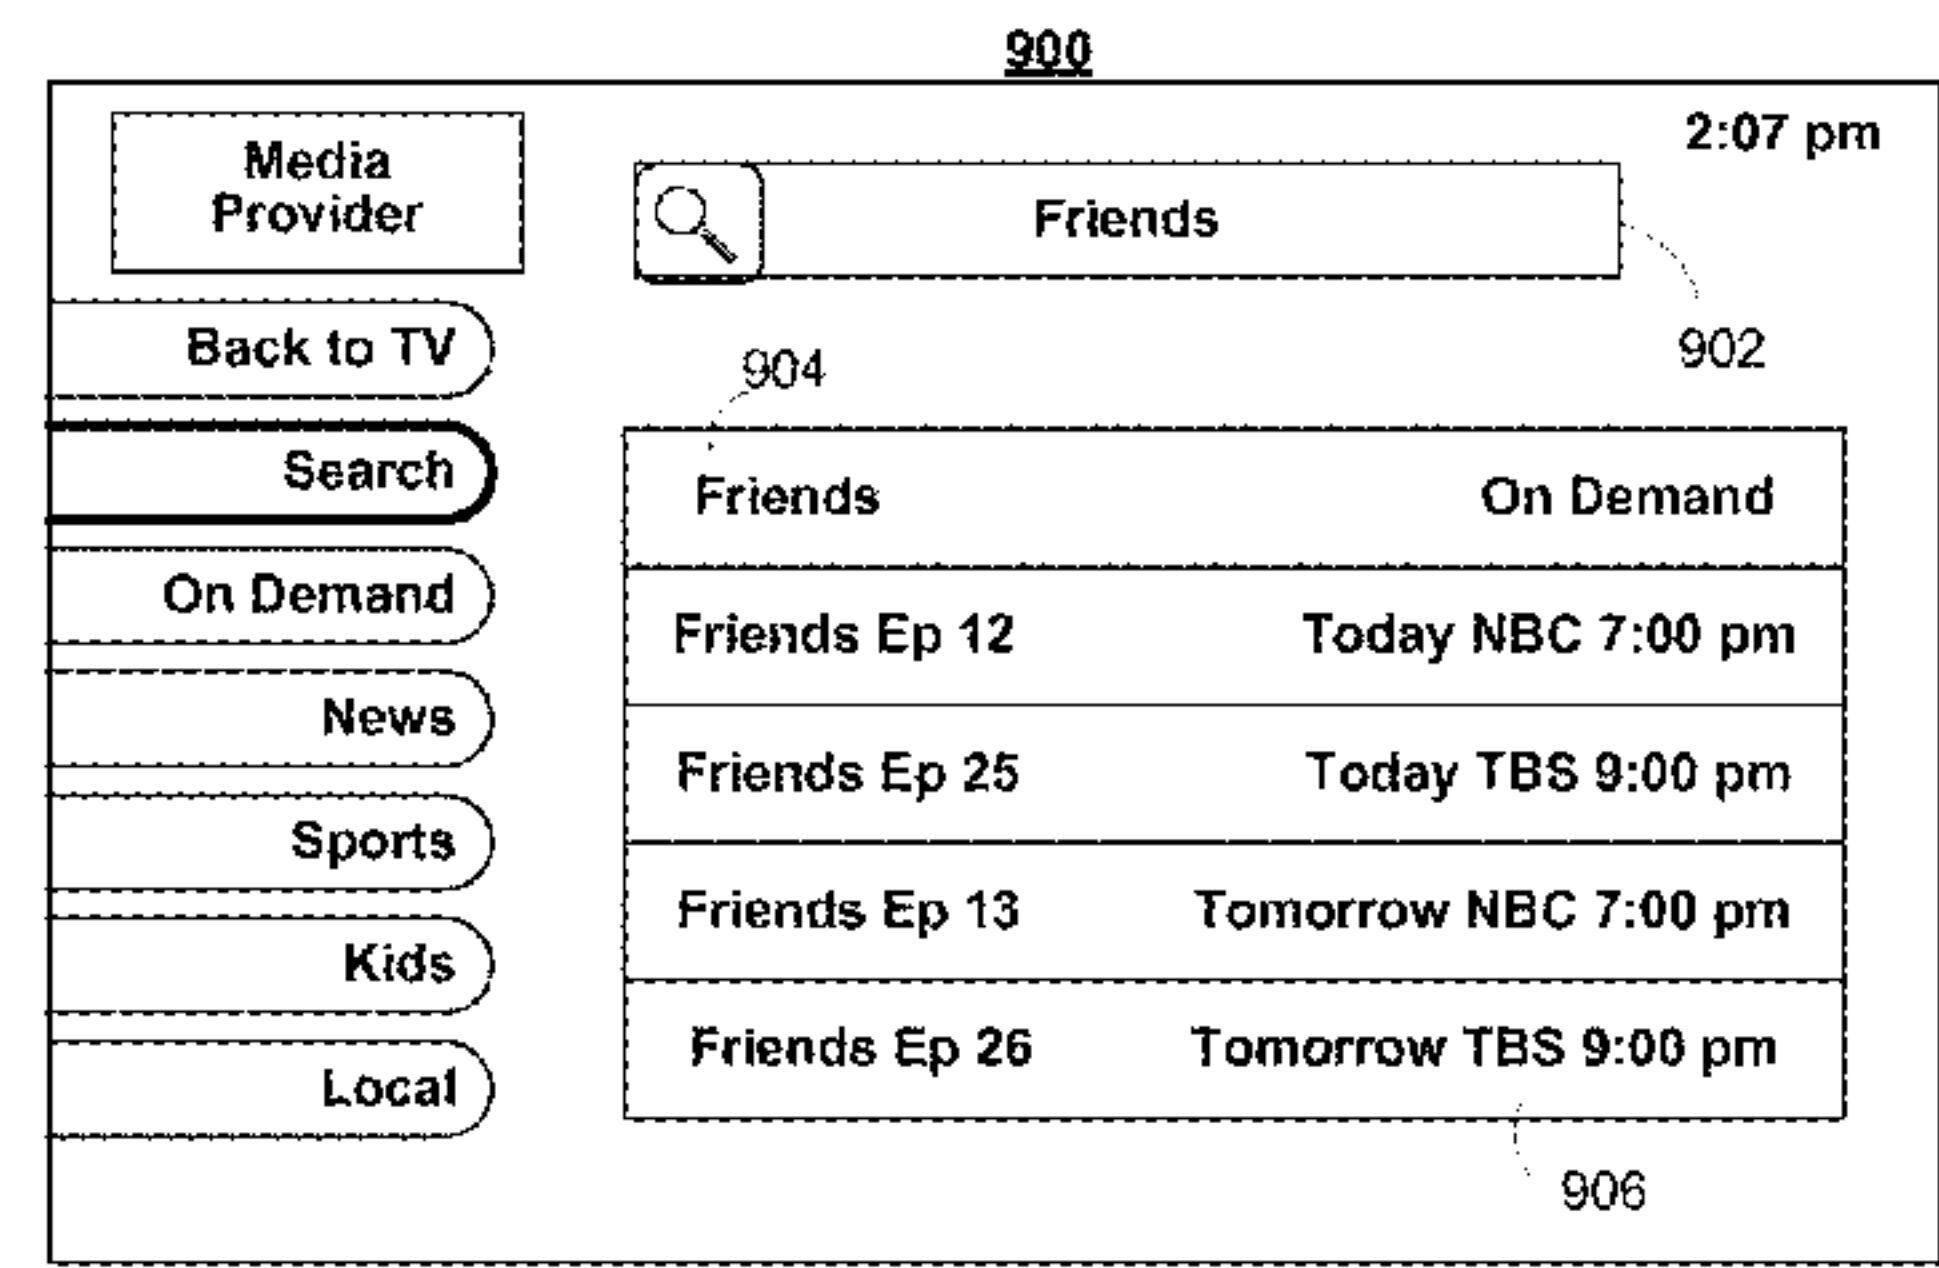 900
2:07 pm
Media
Provider
Friends
902
Back to TV
Search
On Demand
News
Sports
Kids
Local
904
Friends On Demand
Friends Ep 12 Today NBC 7:00 pm
Friends Ep 25 Today TBS 9:00 pm
Friends Ep 13 Tomorrow NBC 7:00 pm
Friends Ep 26 Tomorrow TBS 9:00 pm
906